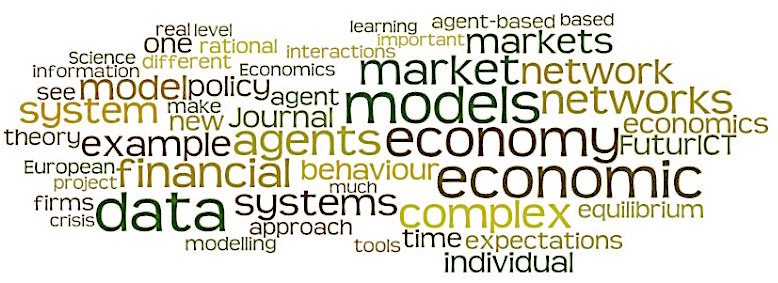 real level learning agent-based based
one rational interactions important markets
Science different market network
information Economics
see model policy agent models networks
system make
new Journal economics
theory example agents economy FuturICT
European financial behaviour economic
project much
firms data systems complex equilibrium
crisis approach
modelling tools time expectations
individual